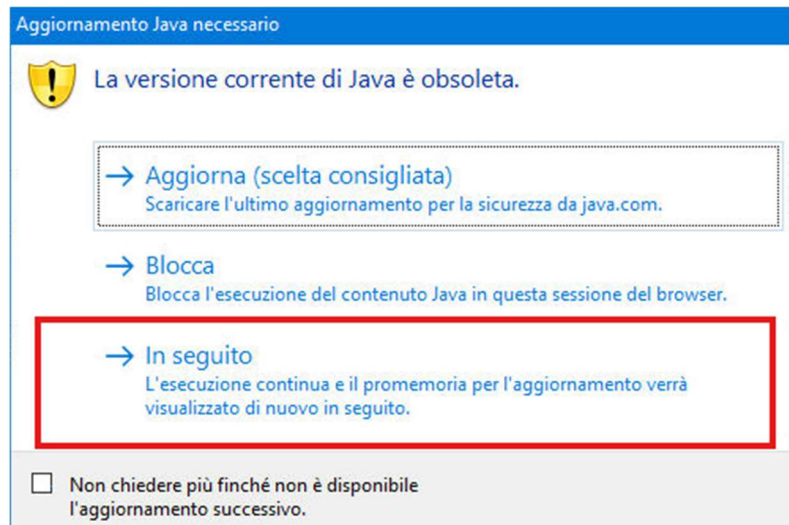 Aggiornamento Java necessario
La versione corrente di Java è obsoleta.
Aggiorna (scelta consigliata)
Scaricare l'ultimo aggiornamento per la sicurezza da java.com.
Blocca
Blocca l'esecuzione del contenuto Java in questa sessione del browser.
In seguito
L'esecuzione continua e il promemoria per l'aggiornamento verrà
visualizzato di nuovo in seguito.
Non chiedere più finché non è disponibile
l'aggiornamento successivo.